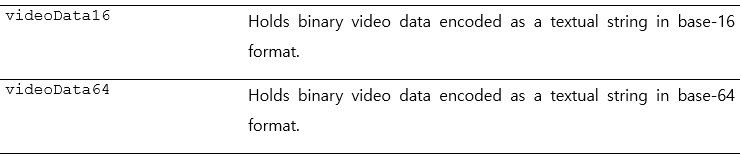 videoData16
Holds binary video data encoded as a textual string in base-16
format.
videoData64
Holds binary video data encoded as a textual string in base-64
format.